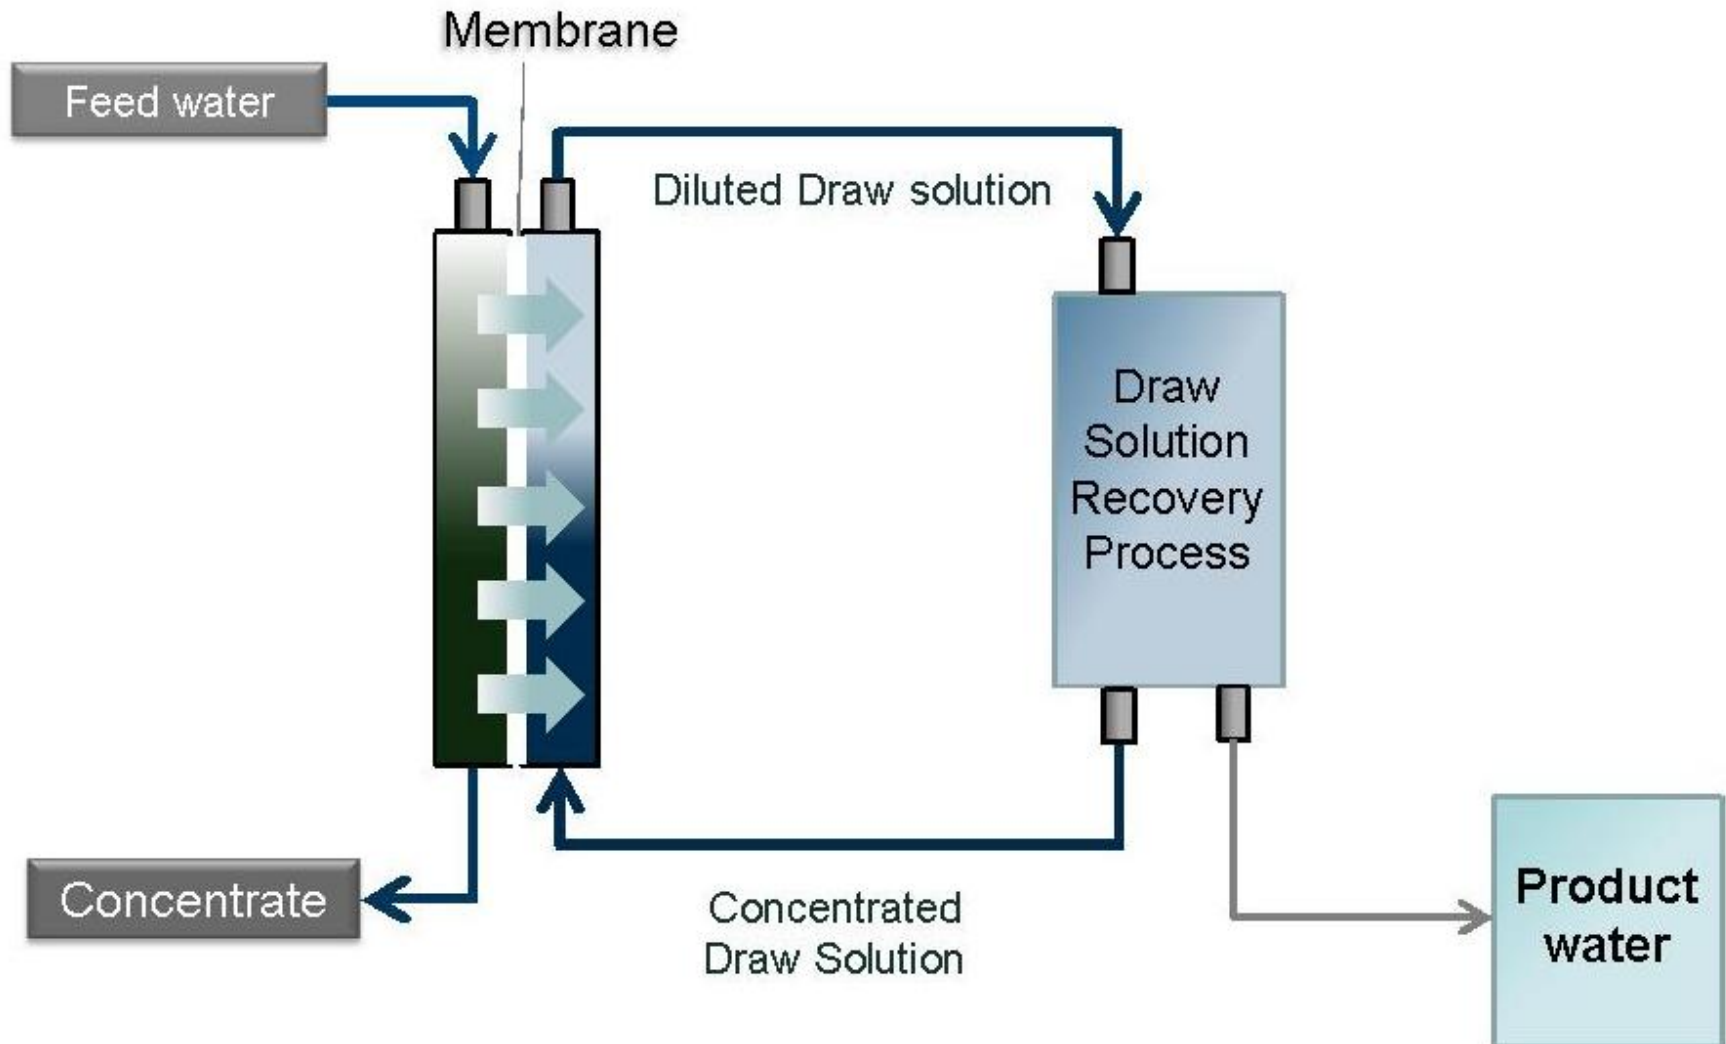 Membrane
Feed water
Diluted Draw solution
Draw
Solution
Recovery
Process
Concentrate
Concentrated
Draw Solution
Product
water